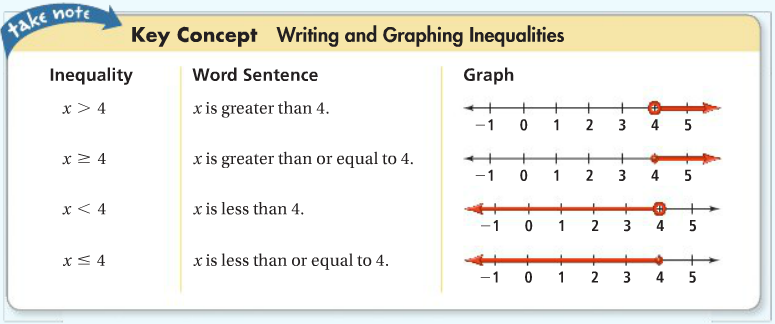 take note
Key Concept Writing and Graphing Inequalities
Inequality Word Sentence Graph
x > 4 x is greater than 4.
−1 0 1 2 3 4 5
x ≥ 4 x is greater than or equal to 4.
−1 0 1 2 3 4 5
x < 4 x is less than 4.
−1 0 1 2 3 4 5
x ≤ 4 x is less than or equal to 4.
−1 0 1 2 3 4 5